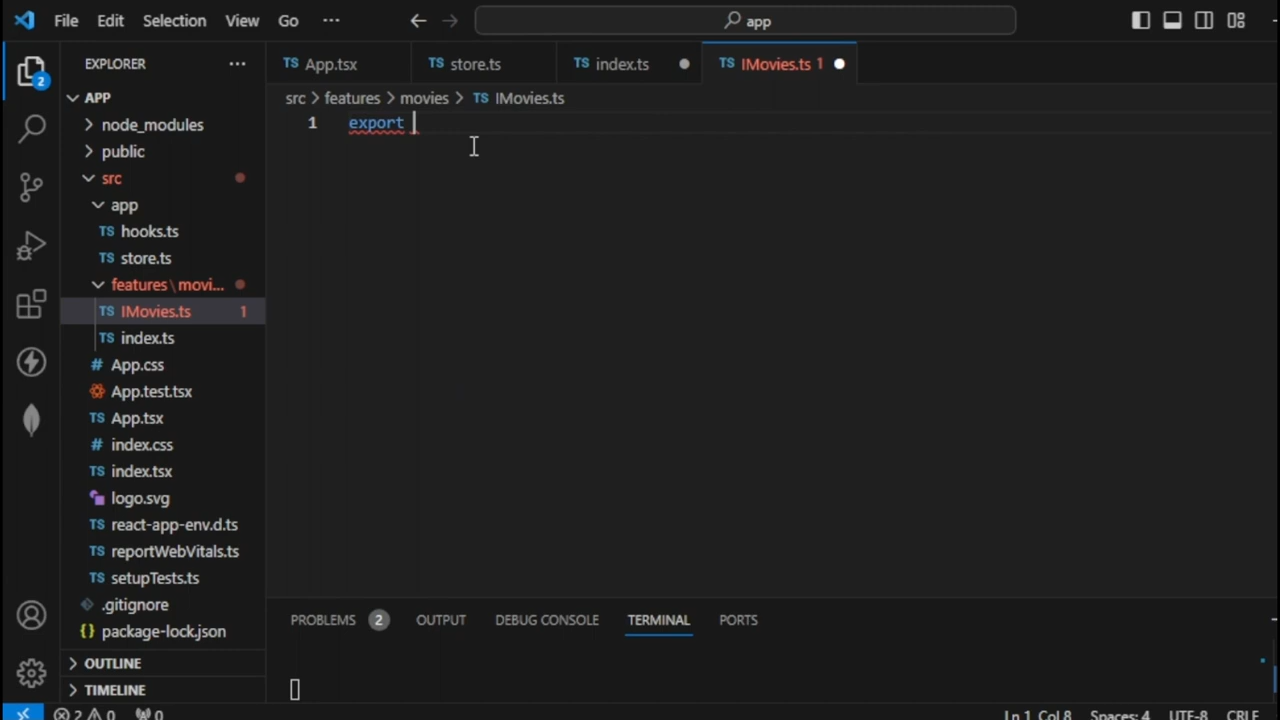 File Edit Selection View Go ··· app
EXPLORER ···
App.tsx
store.ts
index.ts
IMovies.ts 1
APP
node_modules
public
src
app
hooks.ts
store.ts
features\movi...
IMovies.ts 1
index.ts
App.css
App.test.tsx
App.tsx
index.css
index.tsx
logo.svg
react-app-env.d.ts
reportWebVitals.ts
setupTests.ts
.gitignore
package-lock.json
OUTLINE
TIMELINE
2
src > features > movies > TS IMovies.ts
1 export
PROBLEMS 2 OUTPUT DEBUG CONSOLE TERMINAL PORTS
2 0 0 Ln 1, Col 8 Spaces: 4 UTF-8 CRLF